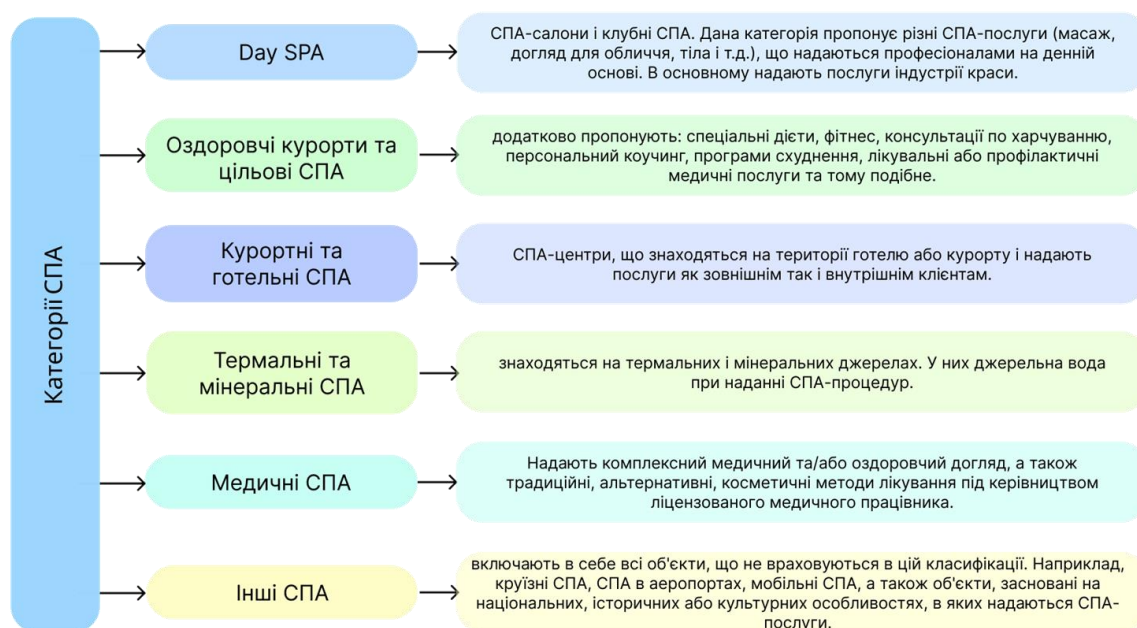 Категорії СПА
Day SPA
СПА-салони і клубні СПА. Дана категорія пропонує різні СПА-послуги (масаж,
догляд для обличчя, тіла і т.д.), що надаються професіоналами на денній
основі. В основному надають послуги індустрії краси.
Оздоровчі курорти та
цільові СПА
додатково пропонують: спеціальні дієти, фітнес, консультації по харчуванню,
персональний коучинг, програми схуднення, лікувальні або профілактичні
медичні послуги та тому подібне.
Курортні та
готельні СПА
СПА-центри, що знаходяться на території готелю або курорту і надають
послуги як зовнішнім так і внутрішнім клієнтам.
Термальні та
мінеральні СПА
знаходяться на термальних і мінеральних джерелах. У них джерельна вода
при наданні СПА-процедур.
Медичні СПА
Надають комплексний медичний та/або оздоровчий догляд, а також
традиційні, альтернативні, косметичні методи лікування під керівництвом
ліцензованого медичного працівника.
Інші СПА
включають в себе всі об'єкти, що не враховуються в цій класифікації. Наприклад,
круїзні СПА, СПА в аеропортах, мобільні СПА, а також об'єкти, засновані на
національних, історичних або культурних особливостях, в яких надаються СПА-
послуги.